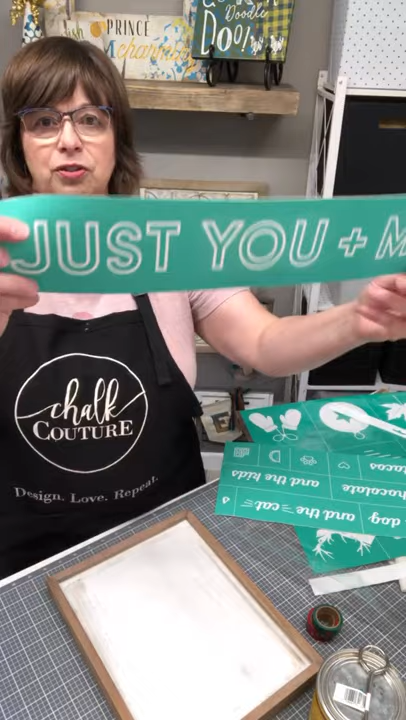 PRINCE
charming
Doodle
Doo!
JUST YOU + M
chalk
COUTURE
Design. Love. Repeat.
and the kids
chocolate
and the cat
dog